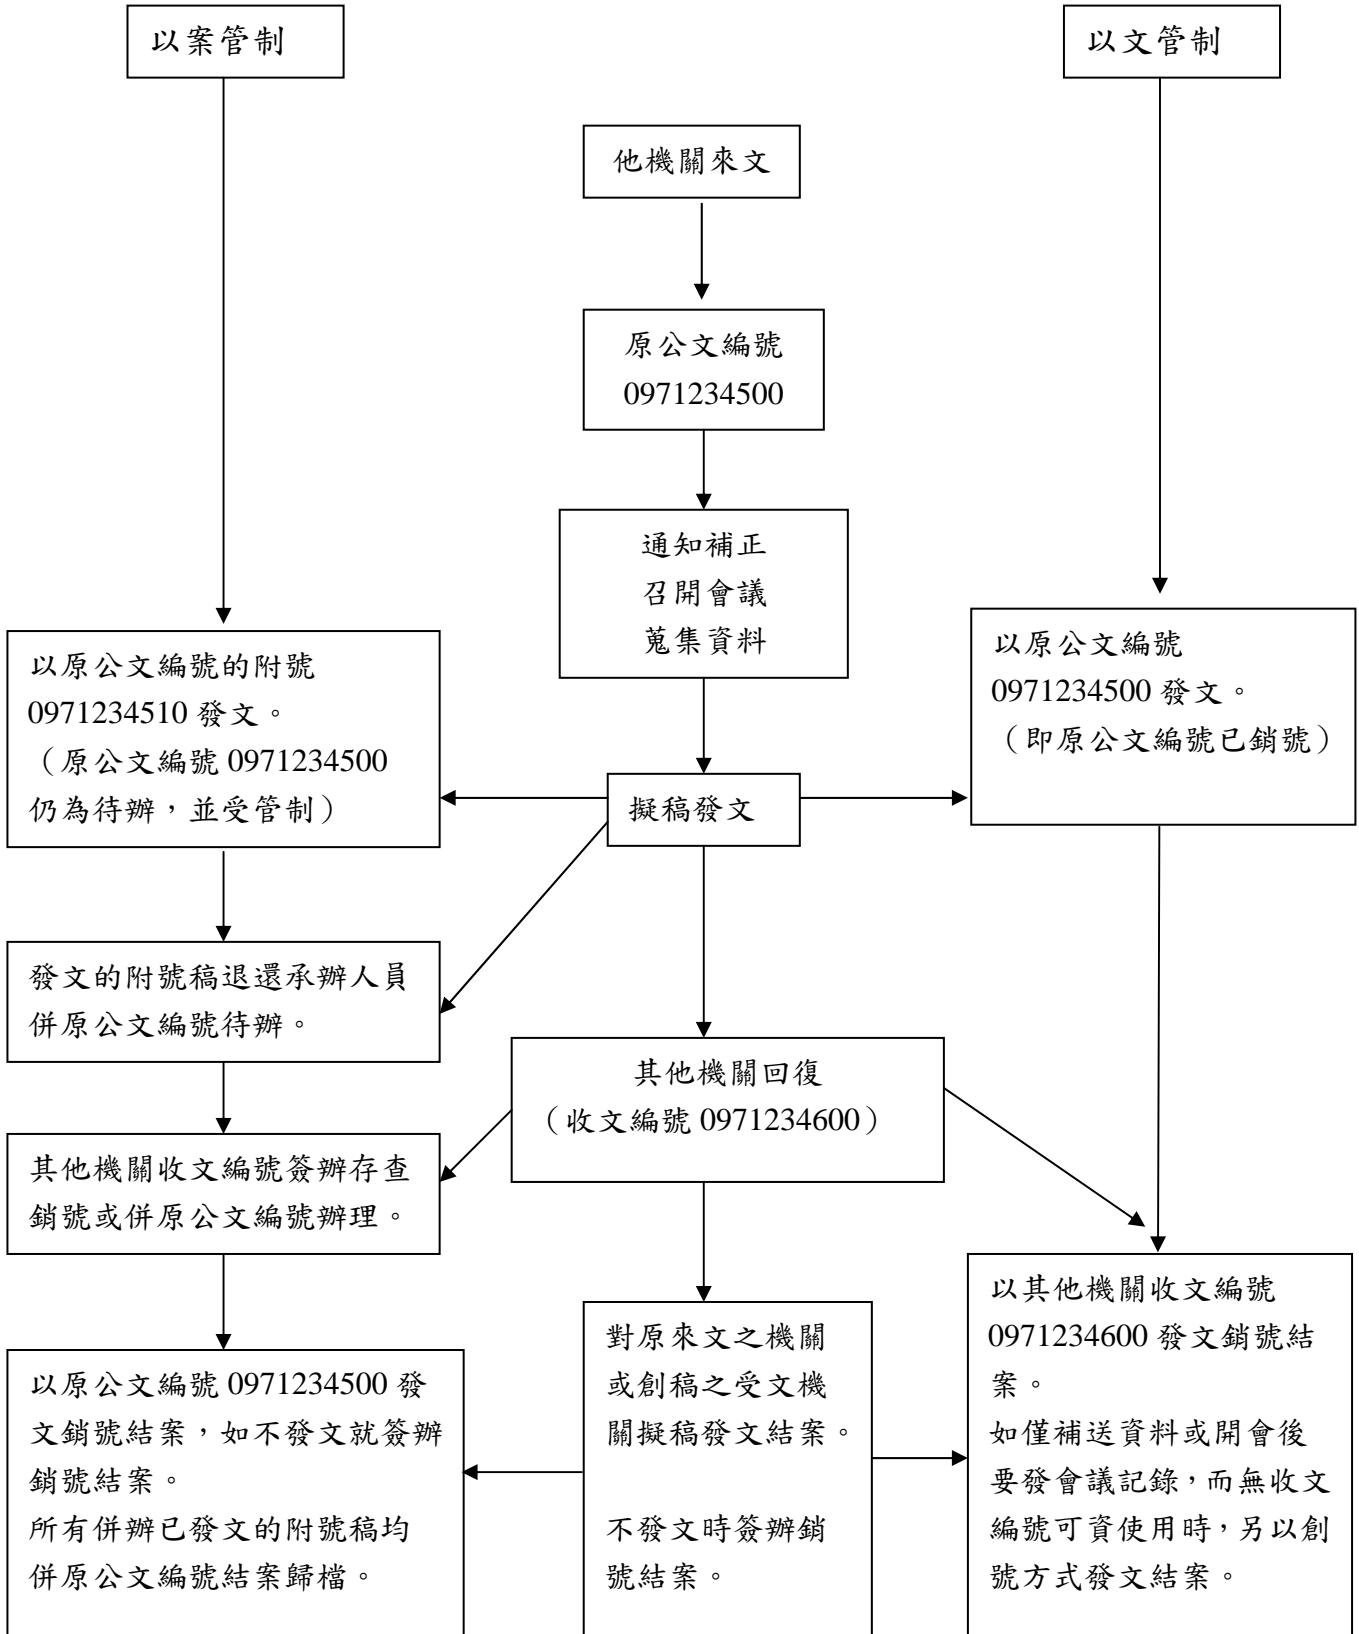 以案管制
以文管制
他機關來文
原公文編號
0971234500
通知補正
召開會議
蒐集資料
以原公文編號的附號
0971234510 發文。
（原公文編號 0971234500
仍為待辦，並受管制）
擬稿發文
以原公文編號
0971234500 發文。
（即原公文編號已銷號）
發文的附號稿退還承辦人員
併原公文編號待辦。
其他機關回復
（收文編號 0971234600）
其他機關收文編號簽辦存查
銷號或併原公文編號辦理。
以原公文編號 0971234500 發
文銷號結案，如不發文就簽辦
銷號結案。
所有併辦已發文的附號稿均
併原公文編號結案歸檔。
對原來文之機關
或創稿之受文機
關擬稿發文結案。
不發文時簽辦銷
號結案。
以其他機關收文編號
0971234600 發文銷號結
案。
如僅補送資料或開會後
要發會議記錄，而無收文
編號可資使用時，另以創
號方式發文結案。